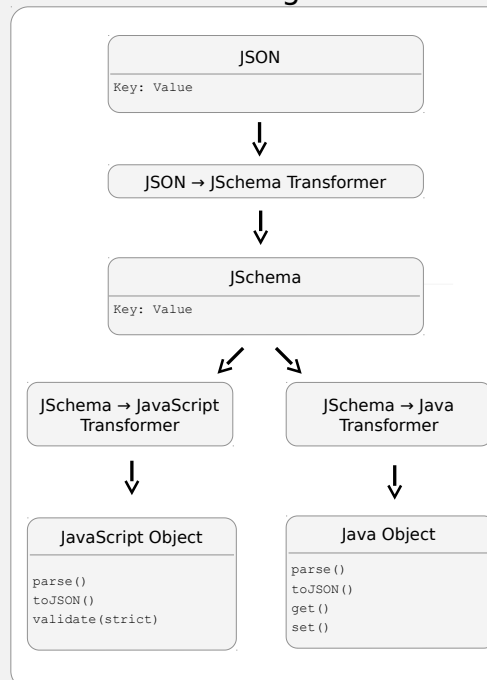 JSON
Key: Value
JSON → JSchema Transformer
JSchema
Key: Value
JSchema → JavaScript
Transformer
JSchema → Java
Transformer
JavaScript Object
parse()
toJSON()
validate(strict)
Java Object
parse()
toJSON()
get()
set()